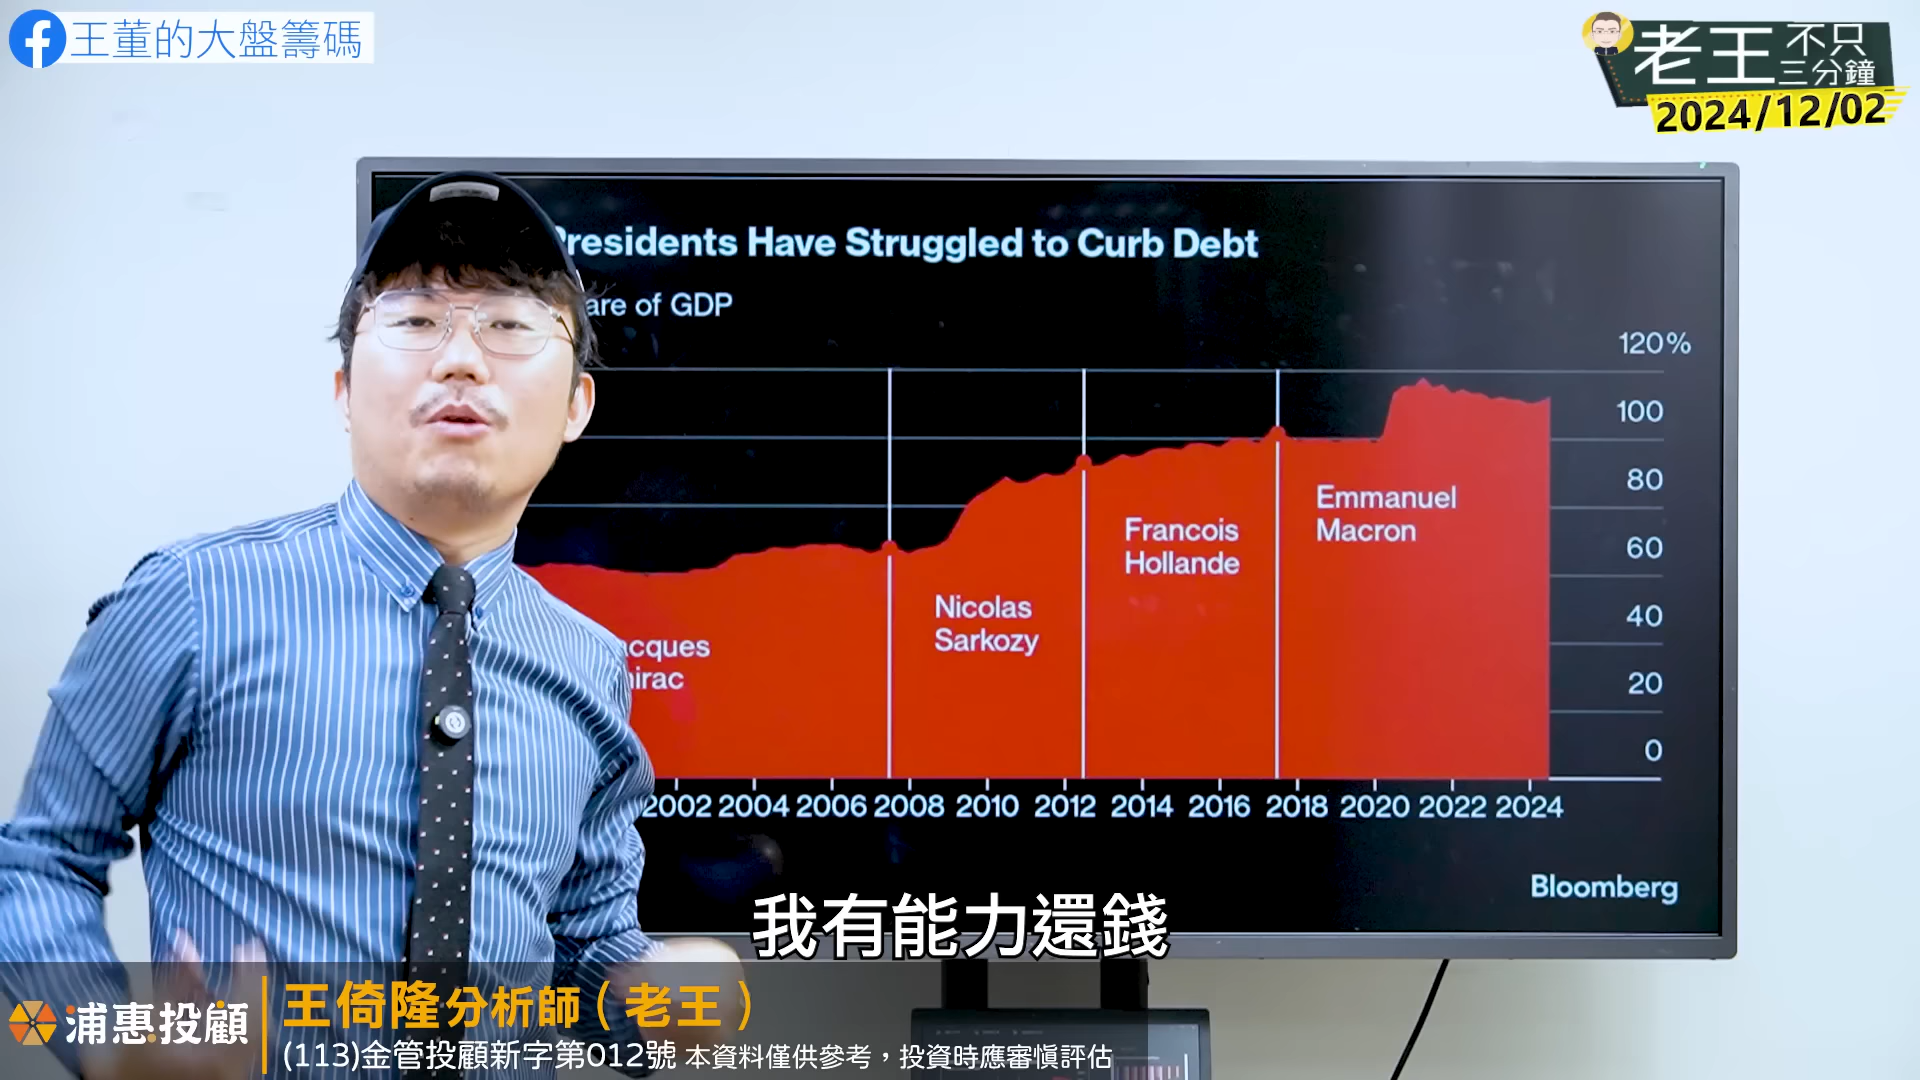 王董的大盤籌碼
老王 不只
三分鐘
2024/12/02
Presidents Have Struggled to Curb Debt
of GDP
120%
100
80
60
40
20
0
Emmanuel
Macron
Francois
Hollande
Nicolas
Sarkozy
2002 2004 2006 2008 2010 2012 2014 2016 2018 2020 2022 2024
Bloomberg
我有能力還錢
浦惠投顧
王倚隆分析師(老王)
(113)金管投顧新字第012號 本資料僅供參考，投資時應審慎評估